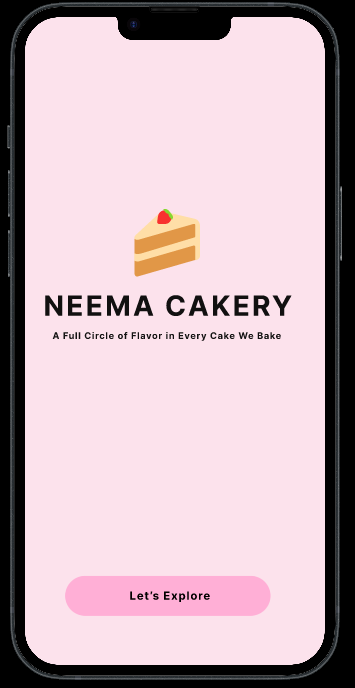 NEEMA CAKERY
A Full Circle of Flavor in Every Cake We Bake
Let's Explore